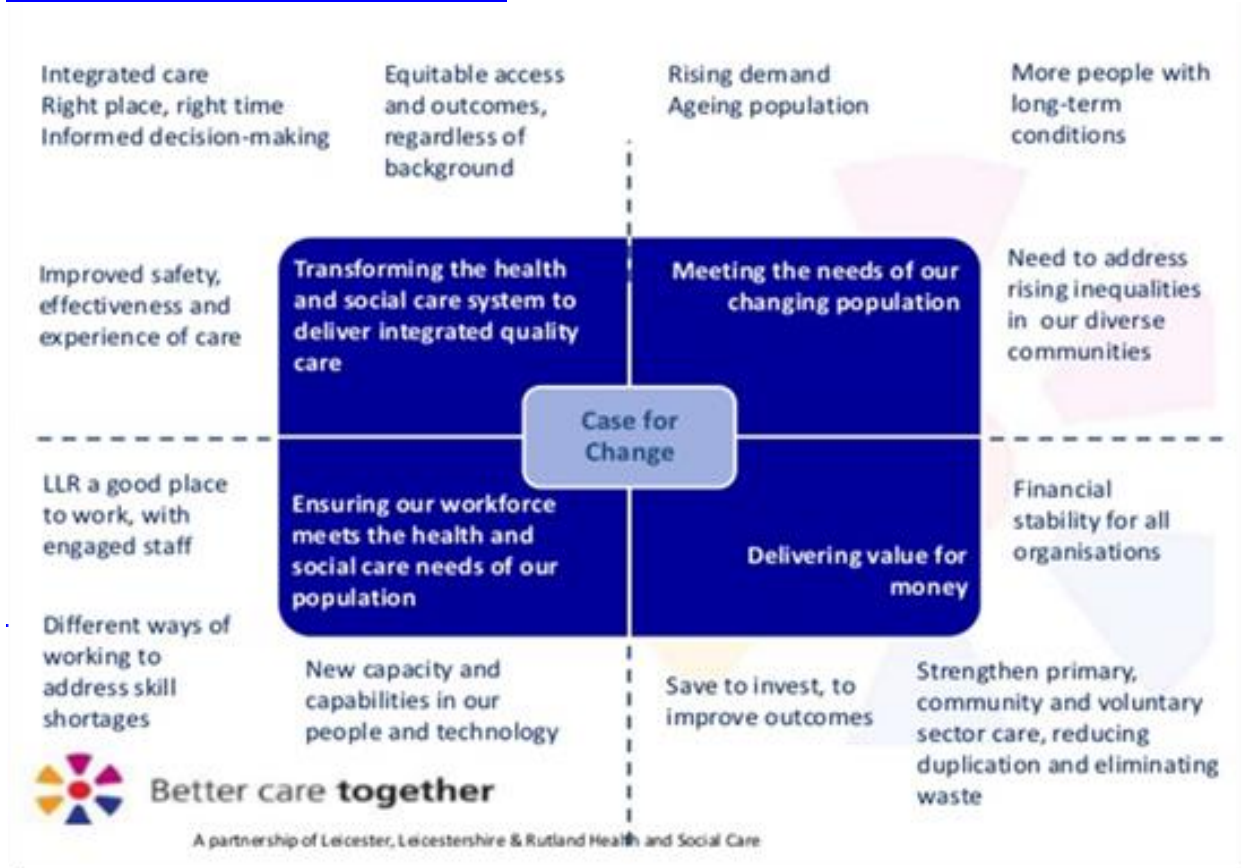 Integrated care
Right place, right time
Informed decision-making
Equitable access
and outcomes,
regardless of
background
Rising demand
Ageing population
More people with
long-term
conditions
Improved safety,
effectiveness and
experience of care
Transforming the health
and social care system to
deliver integrated quality
care
Meeting the needs of our
changing population
Need to address
rising inequalities
in our diverse
communities
Case for
Change
LLR a good place
to work, with
engaged staff
Ensuring our workforce
meets the health and
social care needs of our
population
Delivering value for
money
Financial
stability for all
organisations
Different ways of
working to
address skill
shortages
New capacity and
capabilities in our
people and technology
Save to invest, to
improve outcomes
Strengthen primary,
community and voluntary
sector care, reducing
duplication and eliminating
waste
Better care together
A partnership of Leicester, Leicestershire & Rutland Health and Social Care